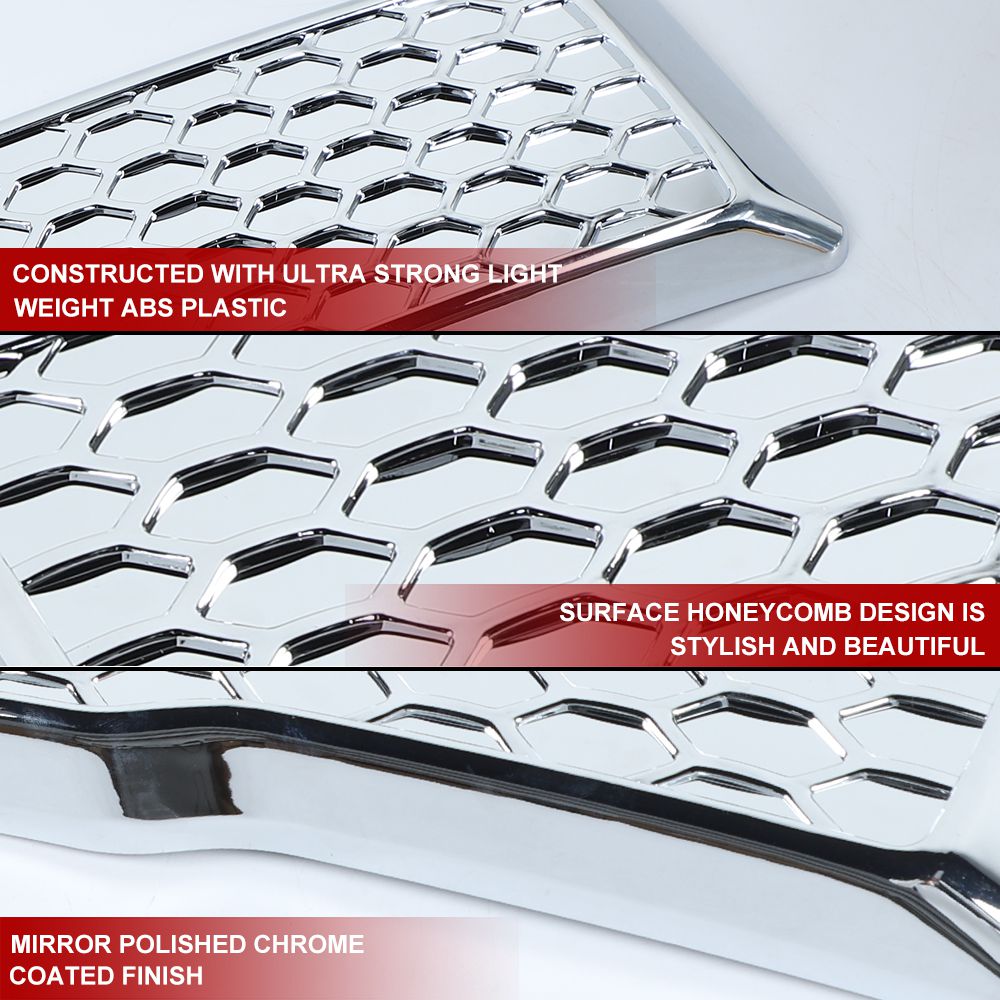 CONSTRUCTED WITH ULTRA STRONG LIGHT
WEIGHT ABS PLASTIC
SURFACE HONEYCOMB DESIGN IS
STYLISH AND BEAUTIFUL
MIRROR POLISHED CHROME
COATED FINISH